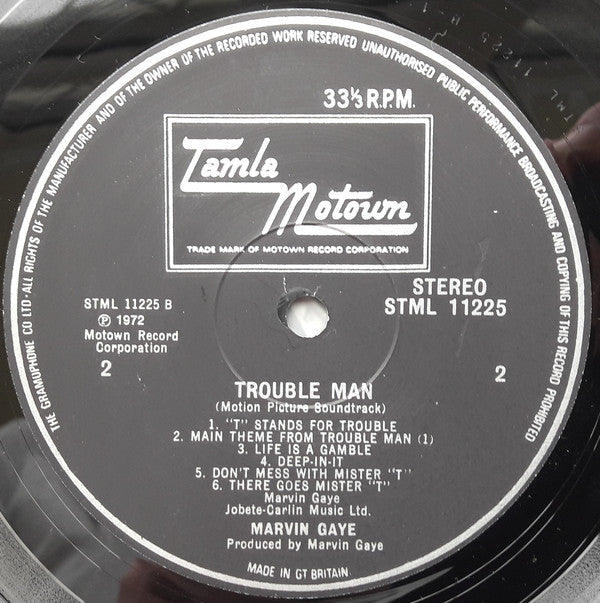 THE GRAMOPHONE CO LTD·ALL RIGHTS OF THE MANUFACTURER AND OF THE OWNER OF THE RECORDED WORK RESERVED UNAUTHORISED PUBLIC PERFORMANCE BROADCASTING AND COPYING OF THIS RECORD PROHIBITED
33⅓ R.P.M.
Tamla
Motown
TRADE MARK OF MOTOWN RECORD CORPORATION
STEREO
STML 11225
STML 11225 B
Ⓟ 1972
Motown Record
Corporation
2
2
TROUBLE MAN
(Motion Picture Soundtrack)
1. "T" STANDS FOR TROUBLE
2. MAIN THEME FROM TROUBLE MAN (1)
3. LIFE IS A GAMBLE
4. DEEP-IN-IT
5. DON'T MESS WITH MISTER "T"
6. THERE GOES MISTER "T"
Marvin Gaye
Jobete-Carlin Music Ltd.
MARVIN GAYE
Produced by Marvin Gaye
MADE IN GT BRITAIN.